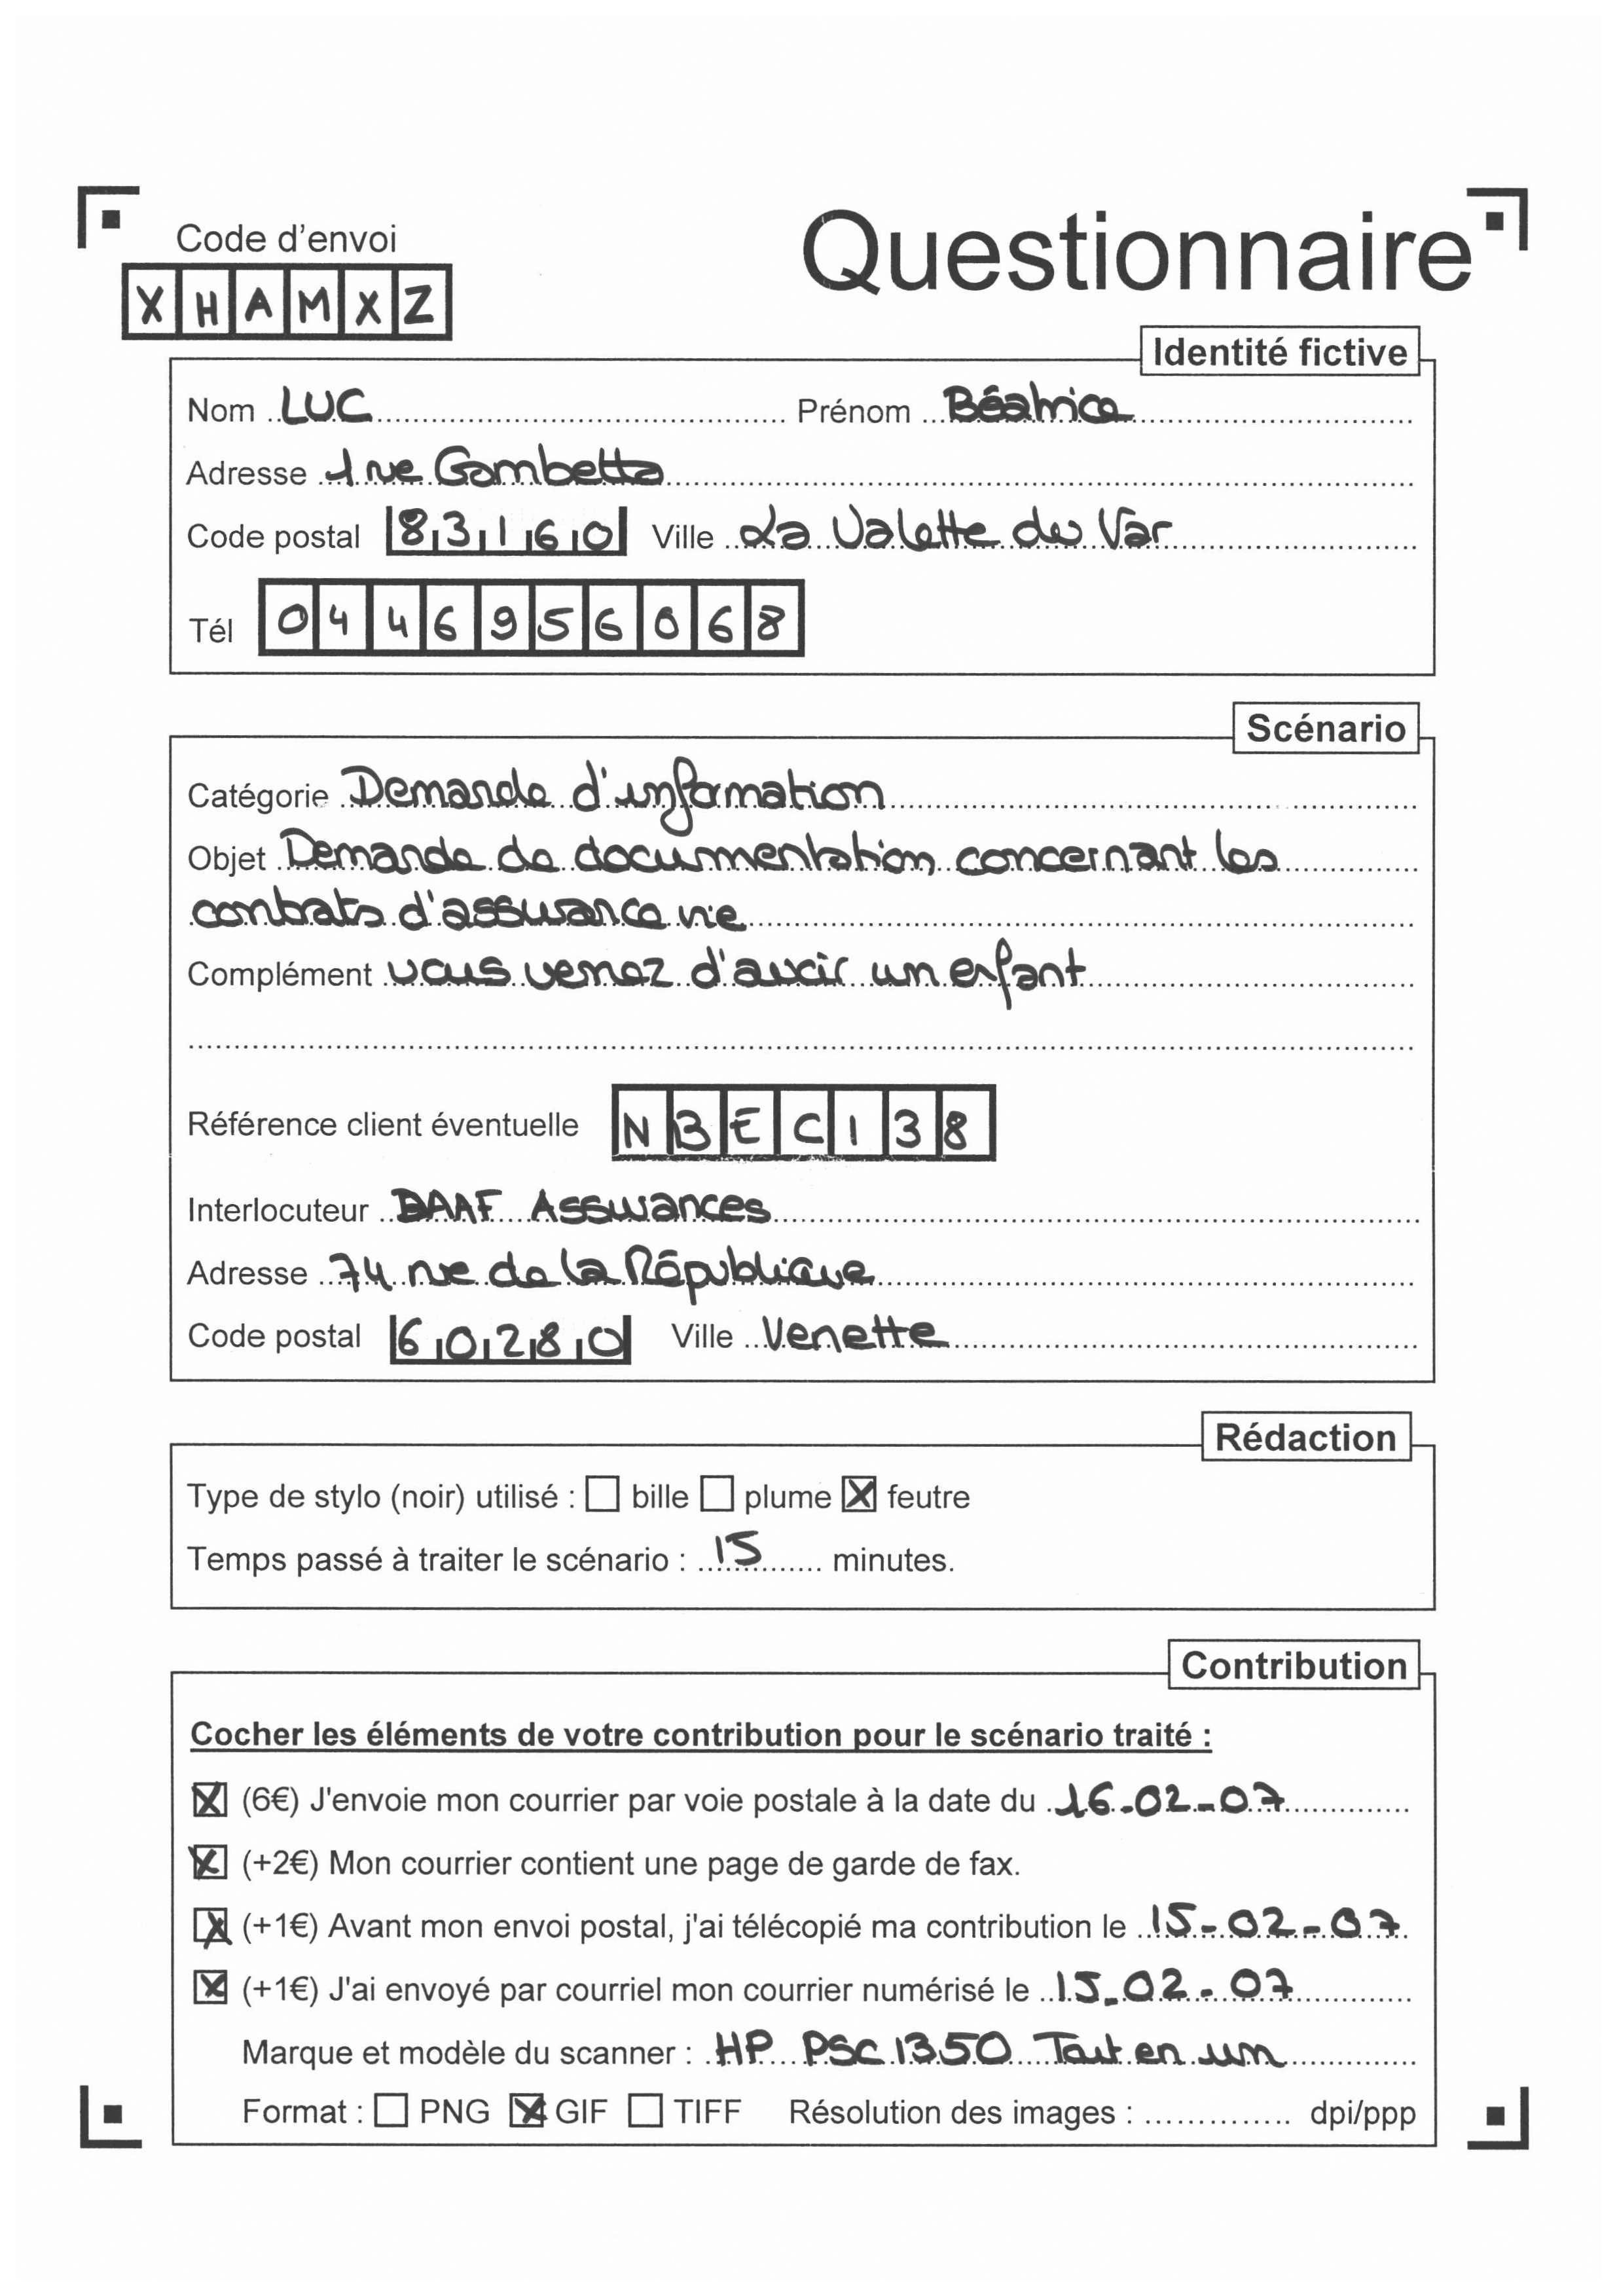 Code d'envoi
Questionnaire
XHAMXZ
Identité fictive
Nom LUC Prénom Béatrice
Adresse 1 rue Gambetta
Code postal 83160 Ville La Valette du Var
Tél 0446956068
Scénario
Catégorie Demande d'information
Objet Demande de documentation concernant les
contrats d'assurance vie
Complément vous venez d'avoir un enfant
Référence client éventuelle NBEC138
Interlocuteur BAAF Assurances
Adresse 74 rue de la République
Code postal 60280 Ville Venette
Rédaction
Type de stylo (noir) utilisé : ☐ bille ☐ plume ☒ feutre
Temps passé à traiter le scénario : 15 minutes.
Contribution
Cocher les éléments de votre contribution pour le scénario traité :
☒ (6€) J'envoie mon courrier par voie postale à la date du 16-02-07
☒ (+2€) Mon courrier contient une page de garde de fax.
☒ (+1€) Avant mon envoi postal, j'ai télécopié ma contribution le 15-02-07
☒ (+1€) J'ai envoyé par courriel mon courrier numérisé le 15-02-07
Marque et modèle du scanner : HP PSC 1350 Tout en un
Format : ☐ PNG ☒ GIF ☐ TIFF Résolution des images : .............. dpi/ppp